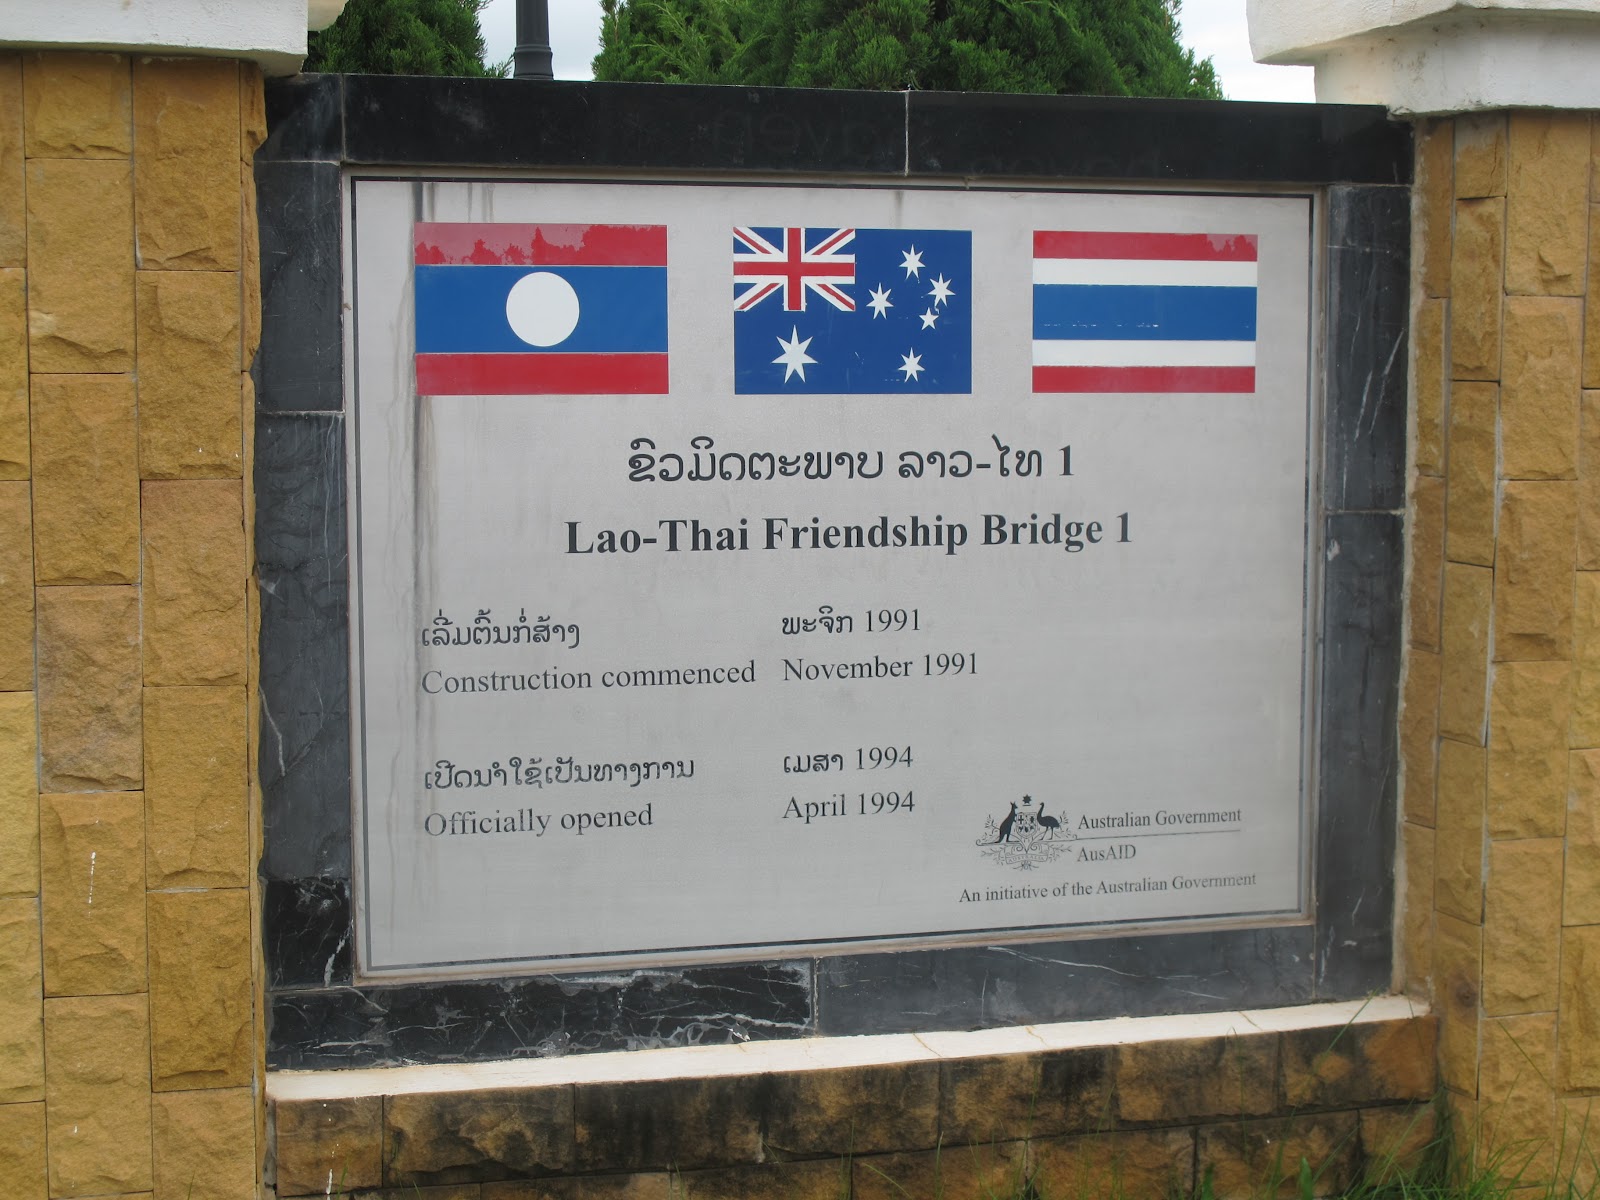 ຂົວມິດຕະພາບ ລາວ-ໄທ 1
Lao-Thai Friendship Bridge 1
ເລີ່ມຕົ້ນກໍ່ສ້າງ ພະຈິກ 1991
Construction commenced November 1991
ເປີດນຳໃຊ້ເປັນທາງການ ເມສາ 1994
Officially opened April 1994
Australian Government
AusAID
An initiative of the Australian Government